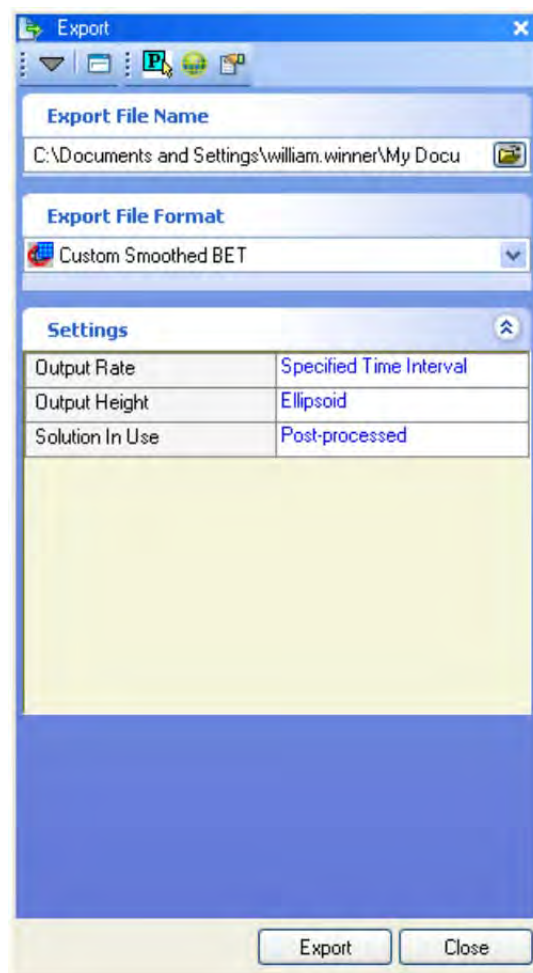 Export
P
Export File Name
C:\Documents and Settings\william.winner\My Docu
Export File Format
Custom Smoothed BET
Settings
Output Rate Specified Time Interval
Output Height Ellipsoid
Solution In Use Post-processed
Export Close